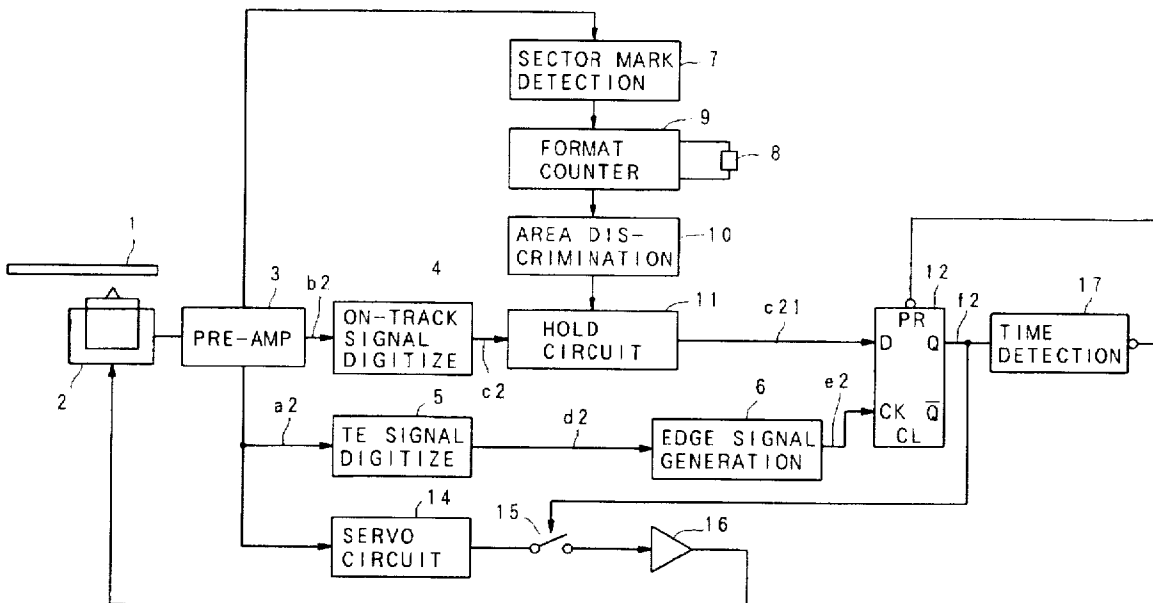 SECTOR MARK
DETECTION
7
9
FORMAT
COUNTER
8
AREA DIS-
CRIMINATION
10
1
2
3
PRE-AMP
b2
4
ON-TRACK
SIGNAL
DIGITIZE
c2
11
HOLD
CIRCUIT
c21
12
PR
D
Q
CK
Q̅
CL
f2
17
TIME
DETECTION
a2
5
TE SIGNAL
DIGITIZE
d2
6
EDGE SIGNAL
GENERATION
e2
14
SERVO
CIRCUIT
15
16